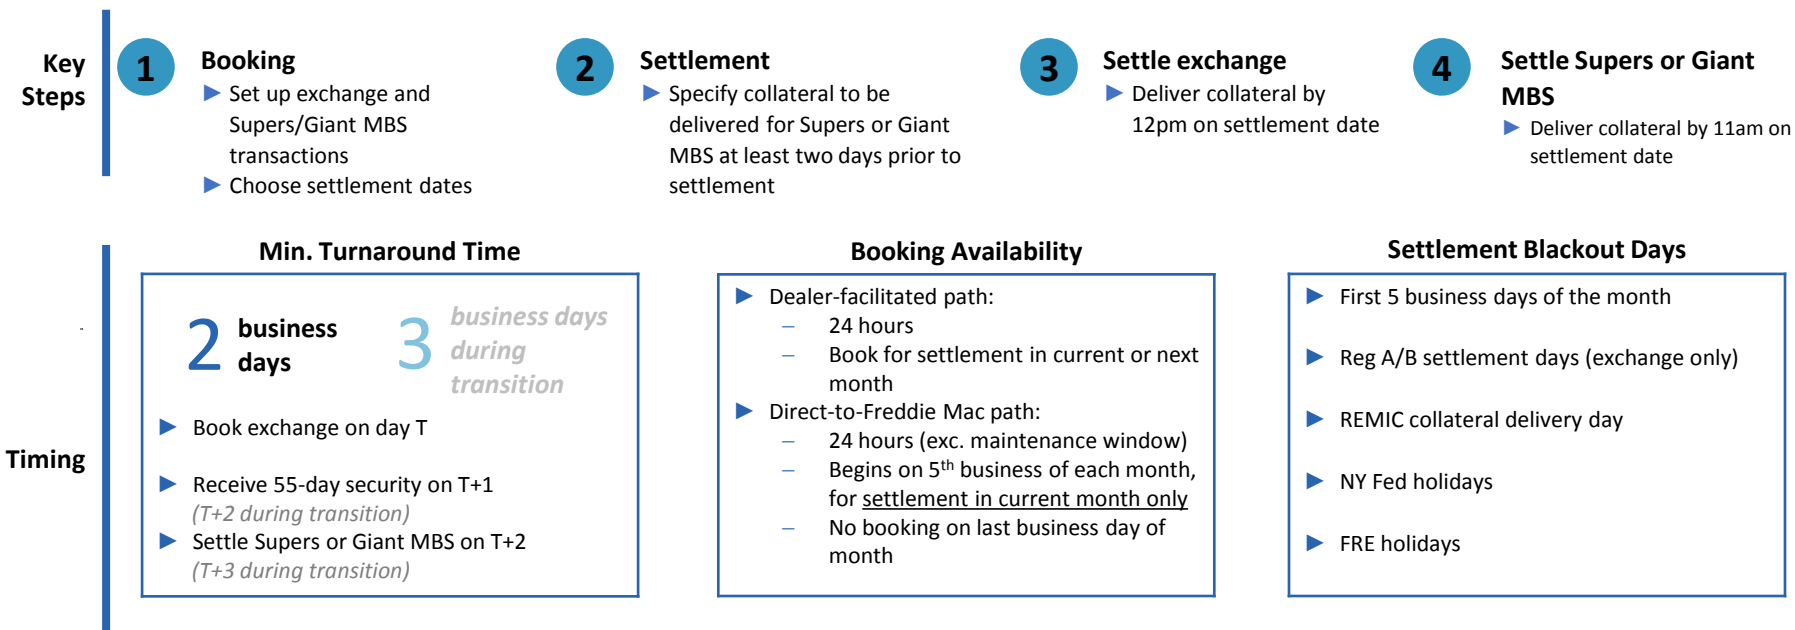 Key
Steps
1
Booking
► Set up exchange and
Supers/Giant MBS
transactions
► Choose settlement dates
2
Settlement
► Specify collateral to be
delivered for Supers or Giant
MBS at least two days prior to
settlement
3
Settle exchange
► Deliver collateral by
12pm on settlement date
4
Settle Supers or Giant
MBS
► Deliver collateral by 11am on
settlement date
Timing
Min. Turnaround Time
2 business
days
3 business days
during
transition
► Book exchange on day T
► Receive 55-day security on T+1
(T+2 during transition)
► Settle Supers or Giant MBS on T+2
(T+3 during transition)
Booking Availability
► Dealer-facilitated path:
– 24 hours
– Book for settlement in current or next
month
► Direct-to-Freddie Mac path:
– 24 hours (exc. maintenance window)
– Begins on 5th business of each month,
for settlement in current month only
– No booking on last business day of
month
Settlement Blackout Days
► First 5 business days of the month
► Reg A/B settlement days (exchange only)
► REMIC collateral delivery day
► NY Fed holidays
► FRE holidays